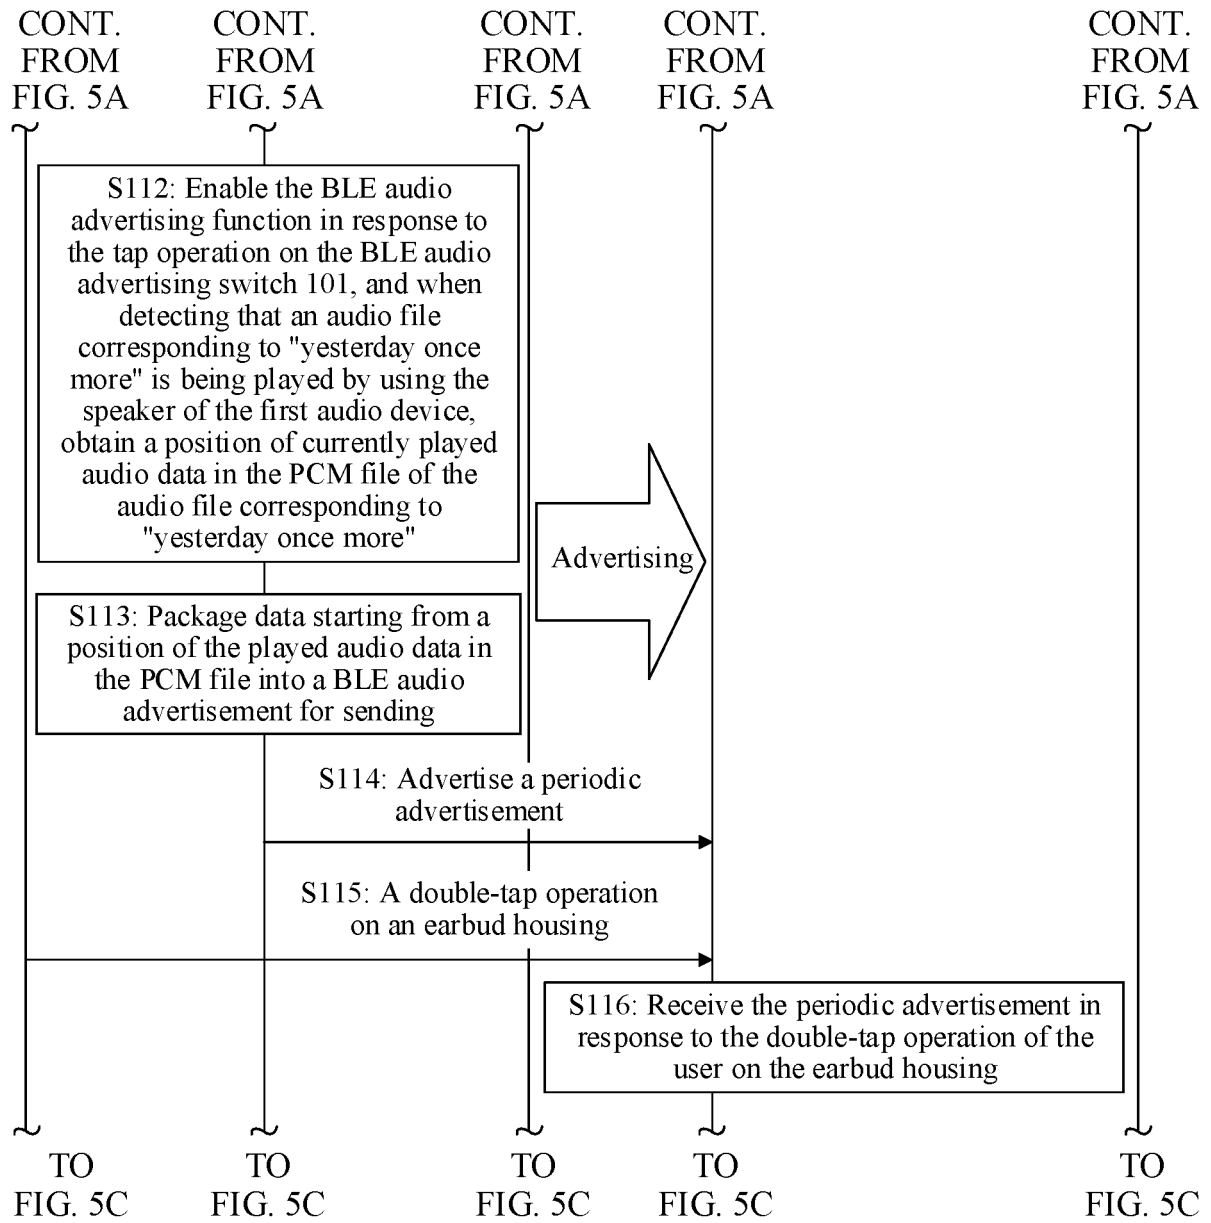 CONT. CONT. CONT. CONT. CONT.
FROM FROM FROM FROM FROM
FIG. 5A FIG. 5A FIG. 5A FIG. 5A FIG. 5A
S112: Enable the BLE audio
advertising function in response to
the tap operation on the BLE audio
advertising switch 101, and when
detecting that an audio file
corresponding to "yesterday once
more" is being played by using the
speaker of the first audio device,
obtain a position of currently played
audio data in the PCM file of the
audio file corresponding to
"yesterday once more"
Advertising
S113: Package data starting from a
position of the played audio data in
the PCM file into a BLE audio
advertisement for sending
S114: Advertise a periodic
advertisement
S115: A double-tap operation
on an earbud housing
S116: Receive the periodic advertisement in
response to the double-tap operation of the
user on the earbud housing
TO TO TO TO TO
FIG. 5C FIG. 5C FIG. 5C FIG. 5C FIG. 5C